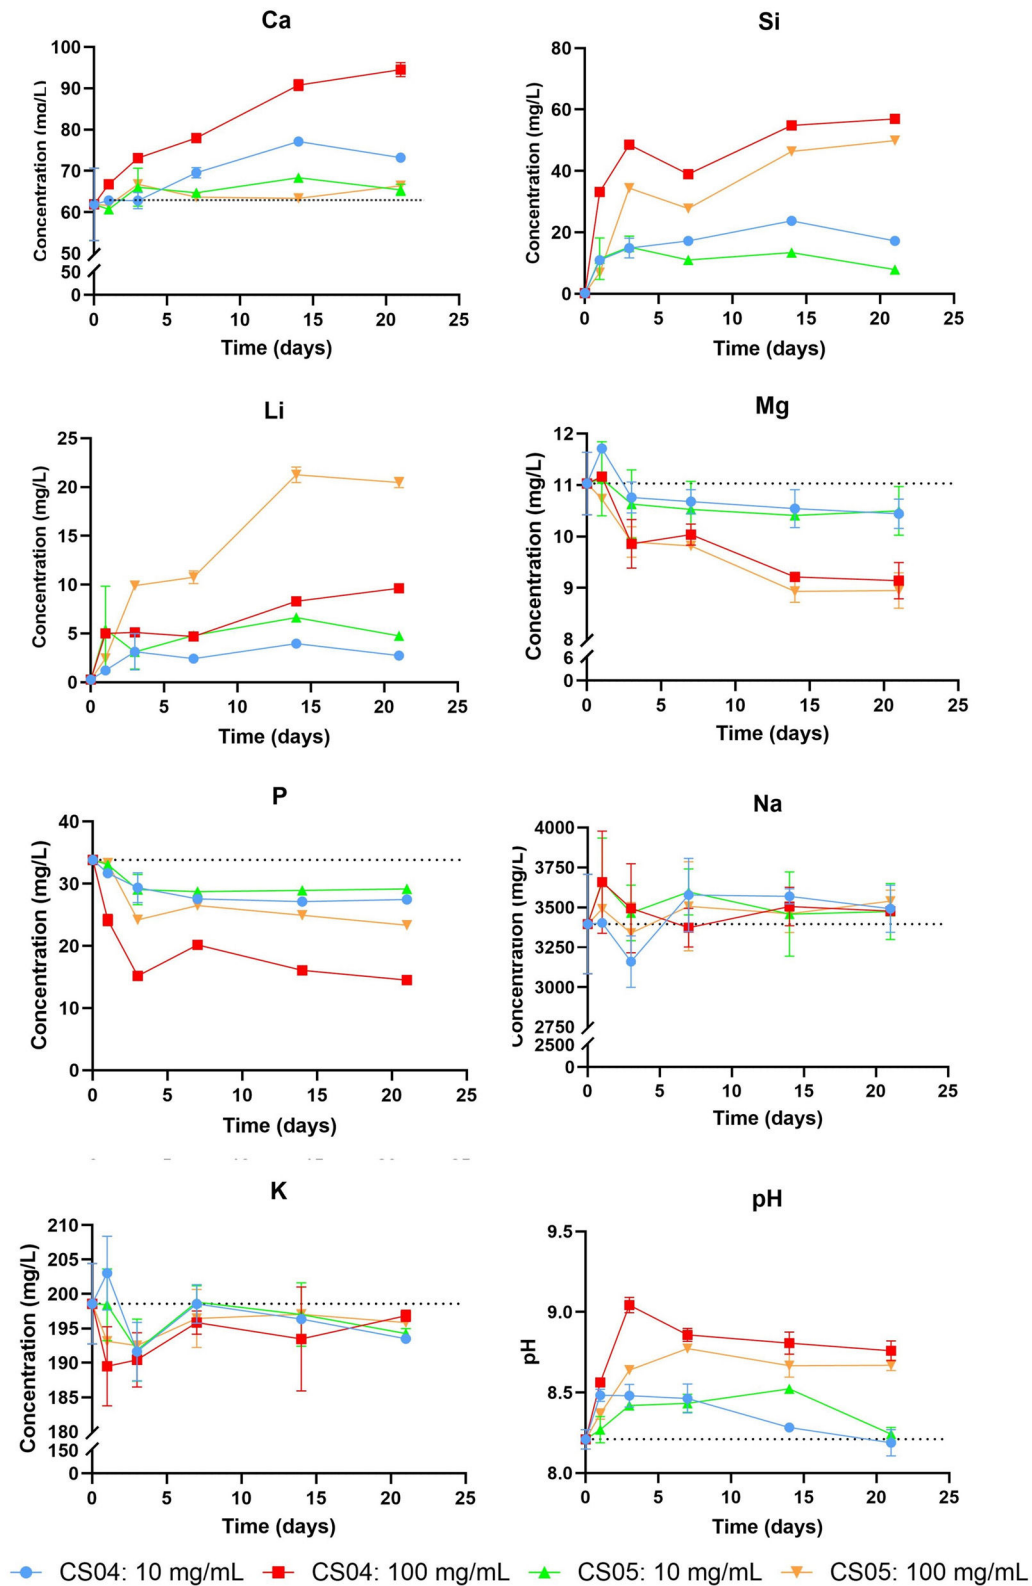 Ca
Concentration (mg/L)
100
90
80
70
60
50
50
0
0 5 10 15 20 25
Time (days)
Si
Concentration (mg/L)
80
60
40
20
0
0 5 10 15 20 25
Time (days)
Li
Concentration (mg/L)
25
20
15
10
5
0
0 5 10 15 20 25
Time (days)
Mg
Concentration (mg/L)
12
11
10
9
8
6
0
0 5 10 15 20 25
Time (days)
P
Concentration (mg/L)
40
30
20
10
0
0 5 10 15 20 25
Time (days)
Na
Concentration (mg/L)
4000
3750
3500
3250
3000
2750
2500
0
0 5 10 15 20 25
Time (days)
K
Concentration (mg/L)
210
205
200
195
190
185
180
150
0
0 5 10 15 20 25
Time (days)
pH
pH
9.5
9.0
8.5
8.0
0 5 10 15 20 25
Time (days)
CS04: 10 mg/mL CS04: 100 mg/mL CS05: 10 mg/mL CS05: 100 mg/mL